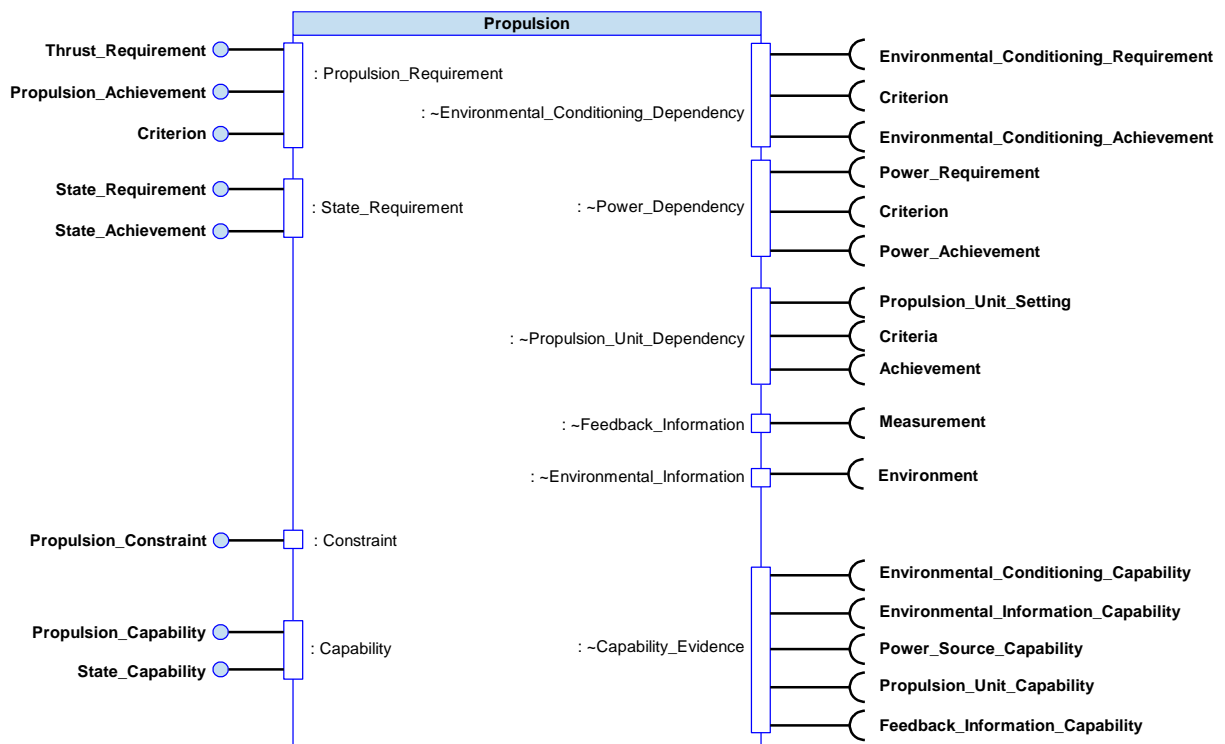 Propulsion
Thrust_Requirement
Propulsion_Achievement
Criterion
: Propulsion_Requirement
State_Requirement
State_Achievement
: State_Requirement
Propulsion_Constraint
: Constraint
Propulsion_Capability
State_Capability
: Capability
: ~Environmental_Conditioning_Dependency
Environmental_Conditioning_Requirement
Criterion
Environmental_Conditioning_Achievement
: ~Power_Dependency
Power_Requirement
Criterion
Power_Achievement
: ~Propulsion_Unit_Dependency
Propulsion_Unit_Setting
Criteria
Achievement
: ~Feedback_Information
Measurement
: ~Environmental_Information
Environment
: ~Capability_Evidence
Environmental_Conditioning_Capability
Environmental_Information_Capability
Power_Source_Capability
Propulsion_Unit_Capability
Feedback_Information_Capability